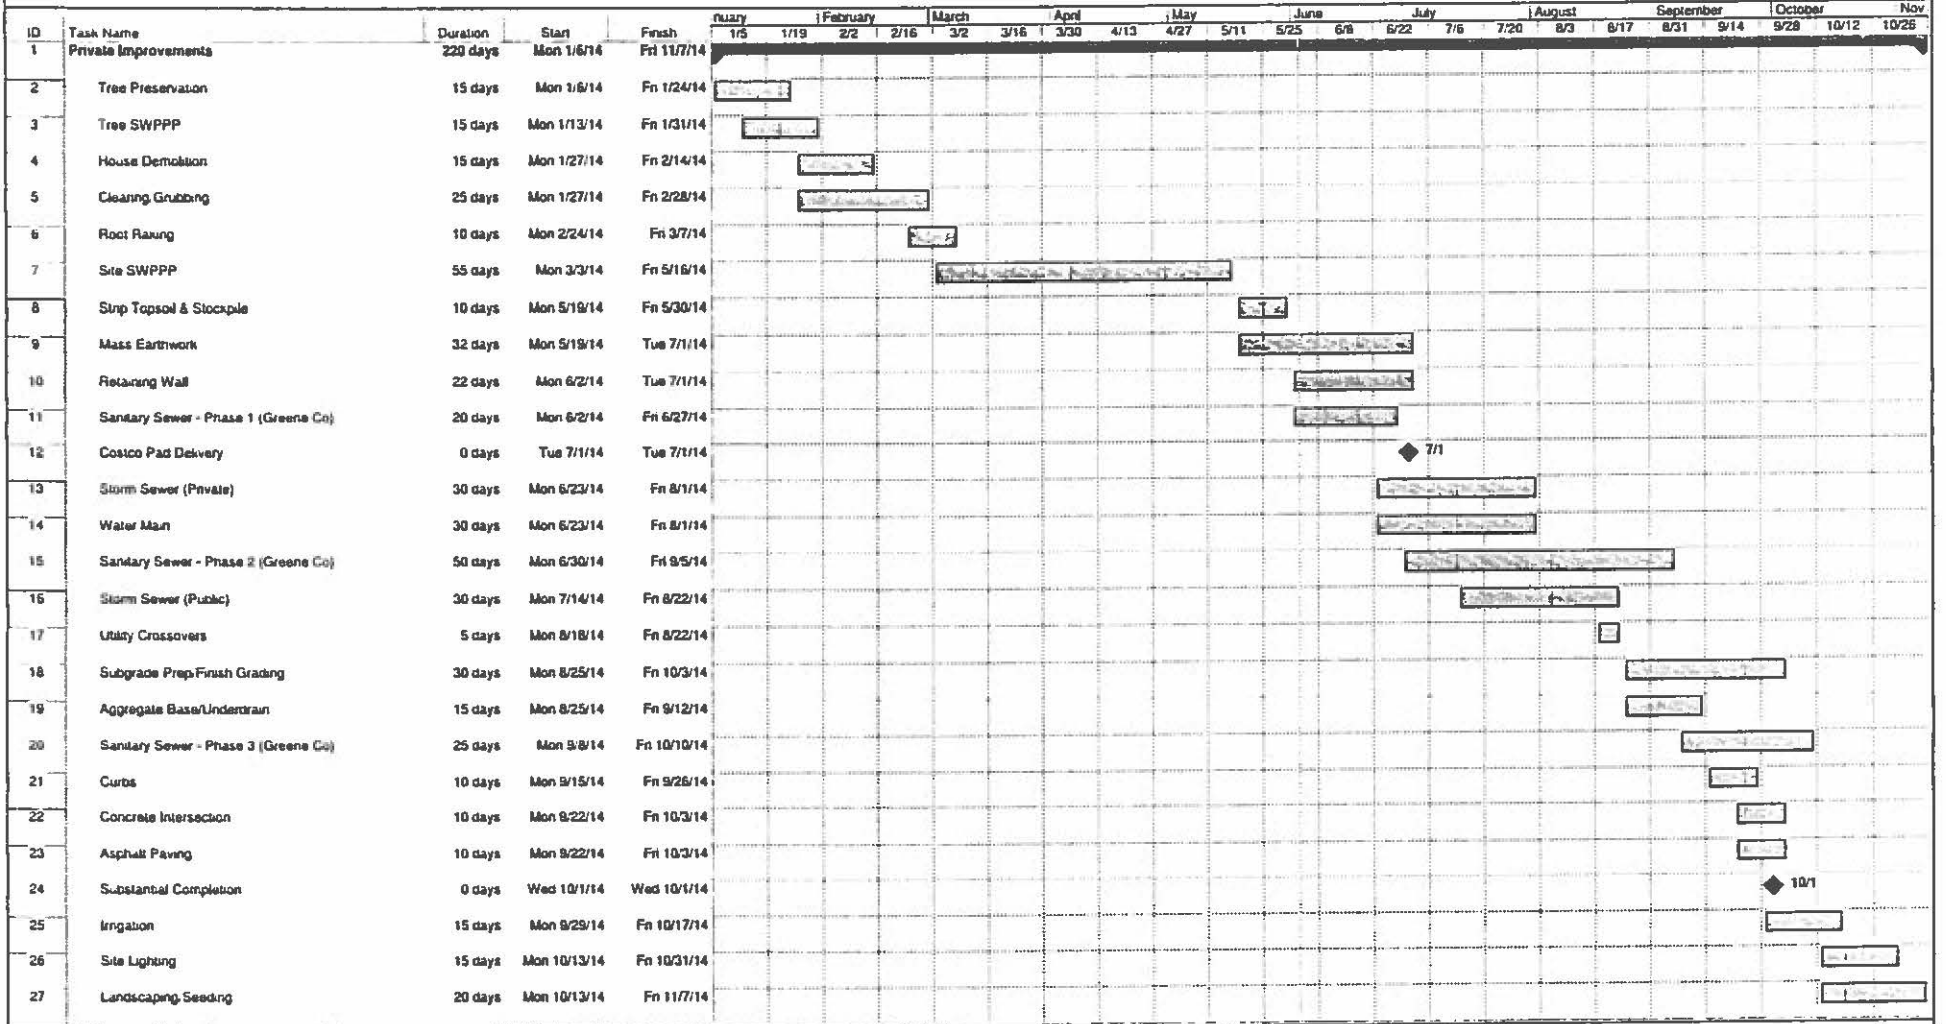 nuary February March April May June July August September October Nov
ID Task Name Duration Start Finish 1/5 1/19 2/2 2/16 3/2 3/16 3/30 4/13 4/27 5/11 5/25 6/8 6/22 7/6 7/20 8/3 8/17 8/31 9/14 9/28 10/12 10/26
1 Private Improvements 220 days Mon 1/6/14 Fri 11/7/14
2 Tree Preservation 15 days Mon 1/6/14 Fri 1/24/14
3 Tree SWPPP 15 days Mon 1/13/14 Fri 1/31/14
4 House Demolition 15 days Mon 1/27/14 Fri 2/14/14
5 Clearing, Grubbing 25 days Mon 1/27/14 Fri 2/28/14
6 Root Raking 10 days Mon 2/24/14 Fri 3/7/14
7 Site SWPPP 55 days Mon 3/3/14 Fri 5/16/14
8 Strip Topsoil & Stockpile 10 days Mon 5/19/14 Fri 5/30/14
9 Mass Earthwork 32 days Mon 5/19/14 Tue 7/1/14
10 Retaining Wall 22 days Mon 6/2/14 Tue 7/1/14
11 Sanitary Sewer - Phase 1 (Greene Co) 20 days Mon 6/2/14 Fri 6/27/14
12 Costco Pad Delivery 0 days Tue 7/1/14 Tue 7/1/14 7/1
13 Storm Sewer (Private) 30 days Mon 6/23/14 Fri 8/1/14
14 Water Main 30 days Mon 6/23/14 Fri 8/1/14
15 Sanitary Sewer - Phase 2 (Greene Co) 50 days Mon 6/30/14 Fri 9/5/14
16 Storm Sewer (Public) 30 days Mon 7/14/14 Fri 8/22/14
17 Utility Crossovers 5 days Mon 8/18/14 Fri 8/22/14
18 Subgrade Prep/Finish Grading 30 days Mon 8/25/14 Fri 10/3/14
19 Aggregate Base/Underdrain 15 days Mon 8/25/14 Fri 9/12/14
20 Sanitary Sewer - Phase 3 (Greene Co) 25 days Mon 9/8/14 Fri 10/10/14
21 Curbs 10 days Mon 9/15/14 Fri 9/26/14
22 Concrete Intersection 10 days Mon 9/22/14 Fri 10/3/14
23 Asphalt Paving 10 days Mon 9/22/14 Fri 10/3/14
24 Substantial Completion 0 days Wed 10/1/14 Wed 10/1/14 10/1
25 Irrigation 15 days Mon 9/29/14 Fri 10/17/14
26 Site Lighting 15 days Mon 10/13/14 Fri 10/31/14
27 Landscaping, Seeding 20 days Mon 10/13/14 Fri 11/7/14